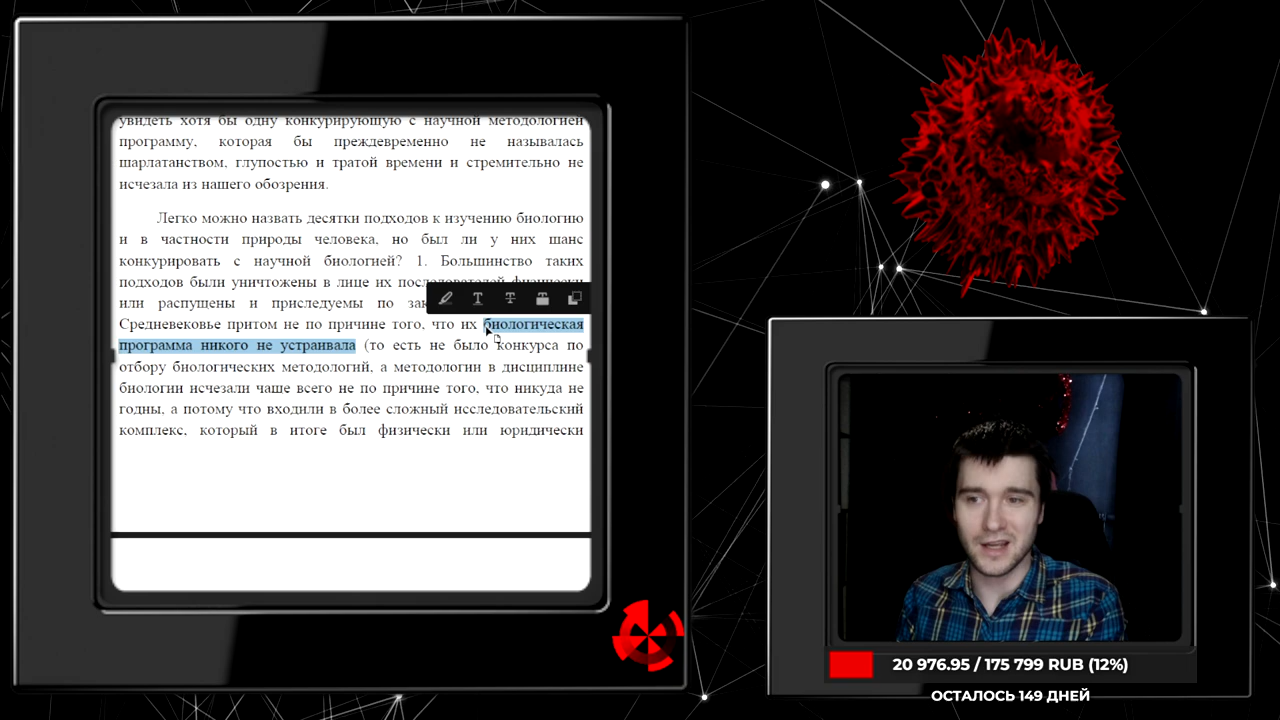 увидеть хотя бы одну конкурирующую с научной методологией
программу, которая бы преждевременно не называлась
шарлатанством, глупостью и тратой времени и стремительно не
исчезала из нашего обозрения.
Легко можно назвать десятки подходов к изучению биологию
и в частности природы человека, но был ли у них шанс
конкурировать с научной биологией? 1. Большинство таких
подходов были уничтожены в лице их последователей физически
или распущены и приследуемы по зак
Средневековье притом не по причине того, что их биологическая
программа никого не устраивала (то есть не было конкурса по
отбору биологических методологий, а методологии в дисциплине
биологии исчезали чаще всего не по причине того, что никуда не
годны, а потому что входили в более сложный исследовательский
комплекс, который в итоге был физически или юридически
20 976.95 / 175 799 RUB (12%)
ОСТАЛОСЬ 149 ДНЕЙ